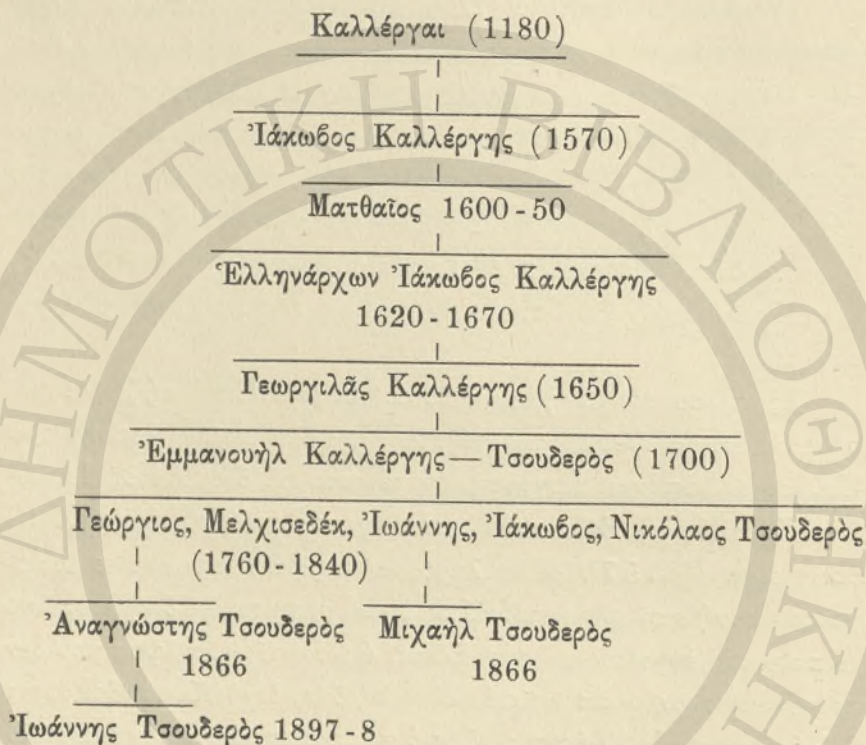 Καλλέργαι (1180)
Ἰάκωβος Καλλέργης (1570)
Ματθαῖος 1600 - 50
Ἑλληνάρχων Ἰάκωβος Καλλέργης
1620 - 1670
Γεωργιλᾶς Καλλέργης (1650)
Ἐμμανουὴλ Καλλέργης — Τσουδερὸς (1700)
Γεώργιος, Μελχισεδέκ, Ἰωάννης, Ἰάκωβος, Νικόλαος Τσουδερὸς
(1760 - 1840)
Ἀναγνώστης Τσουδερὸς Μιχαὴλ Τσουδερὸς
1866 1866
Ἰωάννης Τσουδερὸς 1897 - 8
ΔΗΜΟΤΙΚΗ ΒΙΒΛΙΟΘΗΚΗ